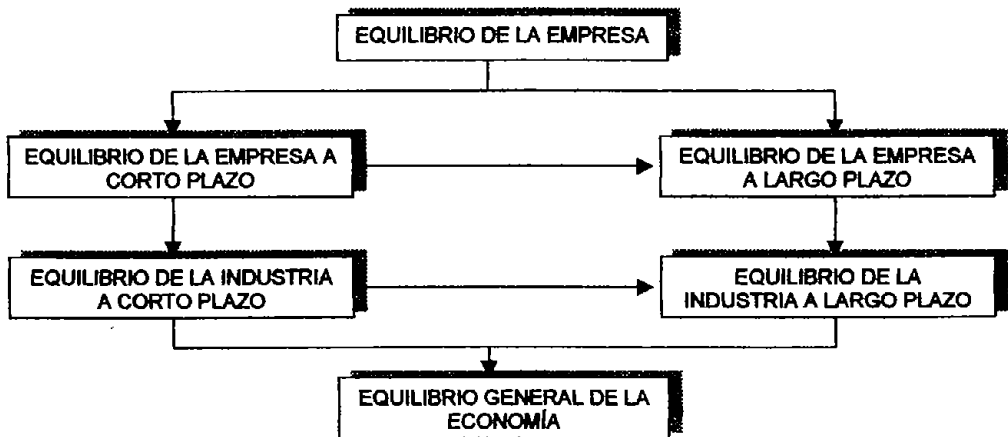 EQUILIBRIO DE LA EMPRESA
EQUILIBRIO DE LA EMPRESA A
CORTO PLAZO
EQUILIBRIO DE LA EMPRESA
A LARGO PLAZO
EQUILIBRIO DE LA INDUSTRIA
A CORTO PLAZO
EQUILIBRIO DE LA
INDUSTRIA A LARGO PLAZO
EQUILIBRIO GENERAL DE LA
ECONOMÍA